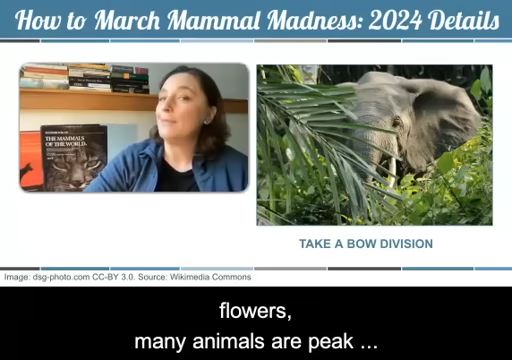 How to March Mammal Madness: 2024 Details
THE MAMMALS
OF THE WORLD
TAKE A BOW DIVISION
Image: dsg-photo.com CC-BY 3.0. Source: Wikimedia Commons
flowers,
many animals are peak ...